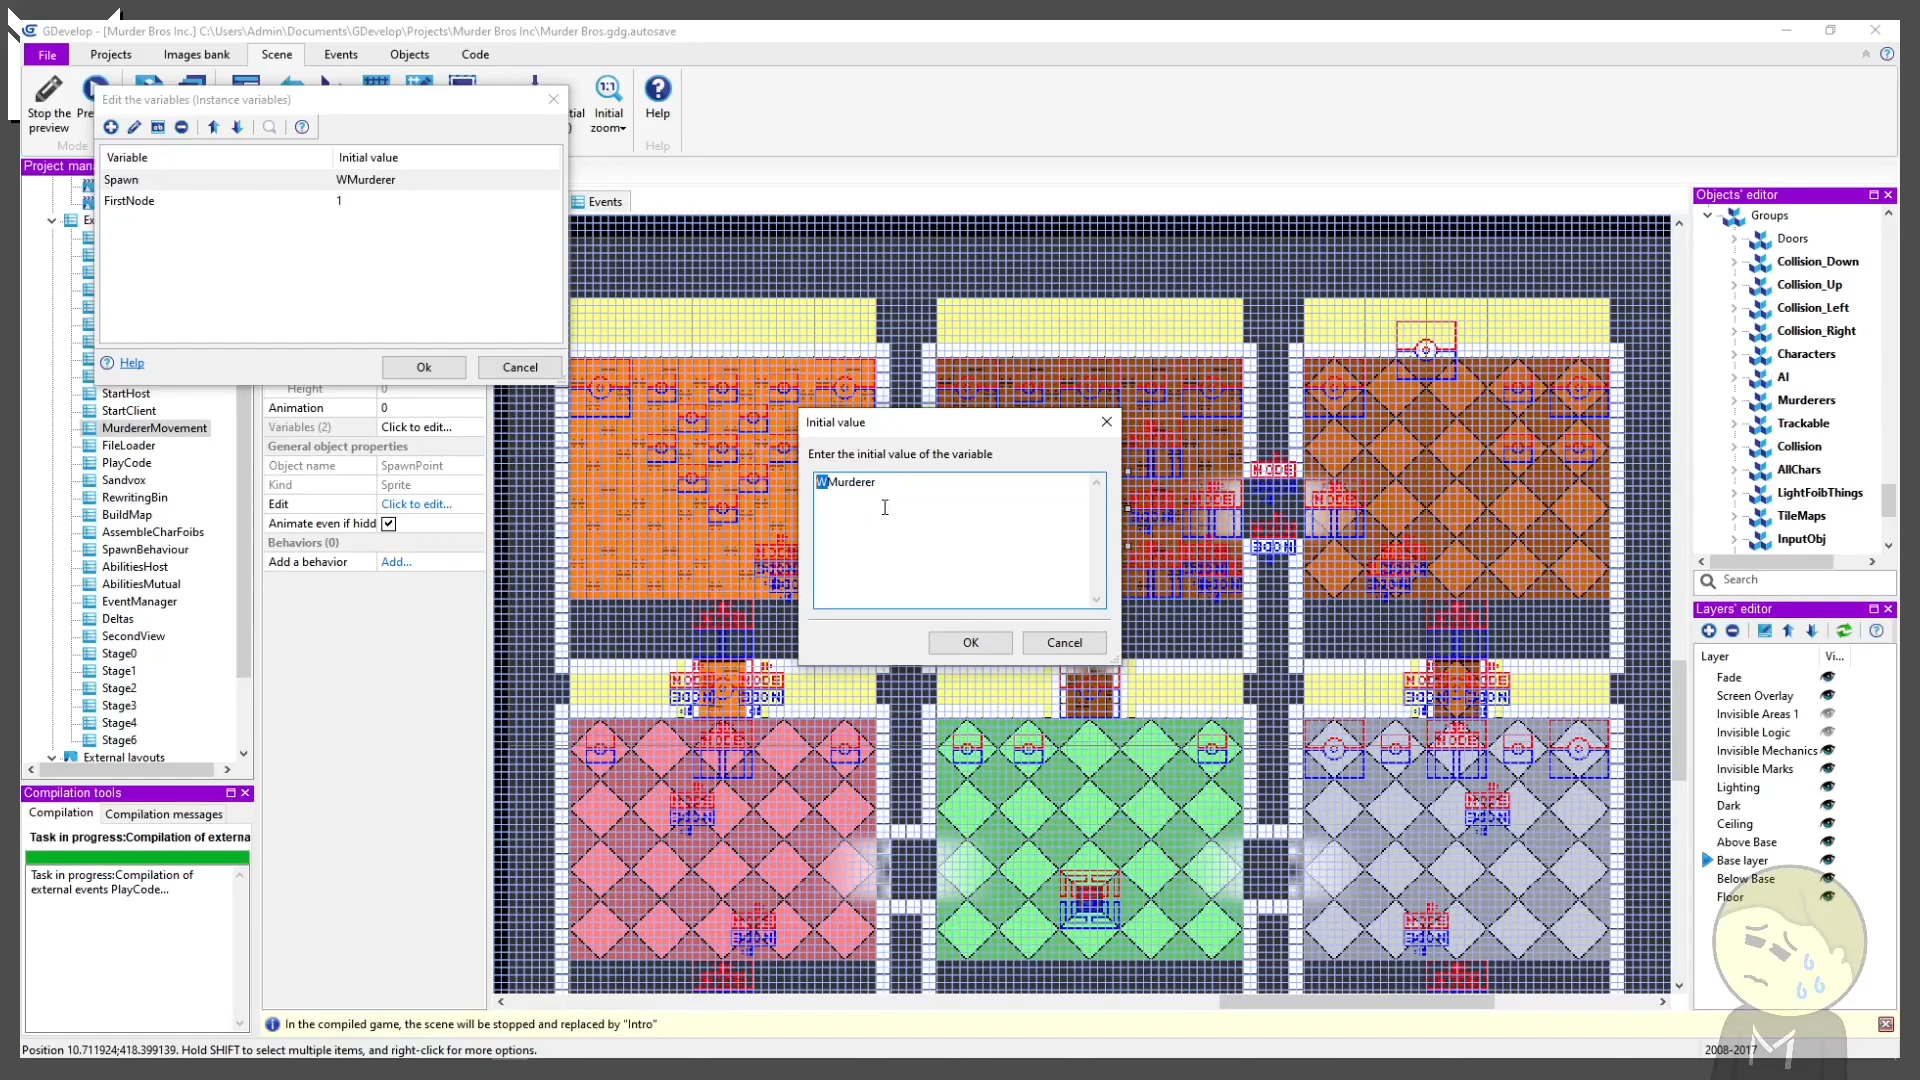 GDevelop - [Murder Bros Inc.] C:\Users\Admin\Documents\GDevelop\Projects\Murder Bros Inc\Murder Bros.gdg.autosave
File Projects Images bank Scene Events Objects Code
Stop the preview
Pre
Mode
Initial zoom
Help
Help
Edit the variables (Instance variables)
Variable Initial value
Spawn WMurderer
FirstNode 1
Help
Ok Cancel
Project man
Ex
StartHost
StartClient
MurdererMovement
FileLoader
PlayCode
Sandvox
RewritingBin
BuildMap
AssembleCharFoibs
SpawnBehaviour
AbilitiesHost
AbilitiesMutual
EventManager
Deltas
SecondView
Stage0
Stage1
Stage2
Stage3
Stage4
Stage6
External layouts
Compilation tools
Compilation Compilation messages
Task in progress:Compilation of externa
Task in progress:Compilation of
external events PlayCode...
Height 0
Animation 0
Variables (2) Click to edit...
General object properties
Object name SpawnPoint
Kind Sprite
Edit Click to edit...
Animate even if hidd
Behaviors (0)
Add a behavior Add...
Events
Initial value
Enter the initial value of the variable
WMurderer
OK Cancel
NODE
Objects' editor
Groups
Doors
Collision_Down
Collision_Up
Collision_Left
Collision_Right
Characters
AI
Murderers
Trackable
Collision
AllChars
LightFoibThings
TileMaps
InputObj
Search
Layers' editor
Layer Vi...
Fade
Screen Overlay
Invisible Areas 1
Invisible Logic
Invisible Mechanics
Invisible Marks
Lighting
Dark
Ceiling
Above Base
Base layer
Below Base
Floor
In the compiled game, the scene will be stopped and replaced by "Intro"
Position 10.711924;418.399139. Hold SHIFT to select multiple items, and right-click for more options.
2008-2017